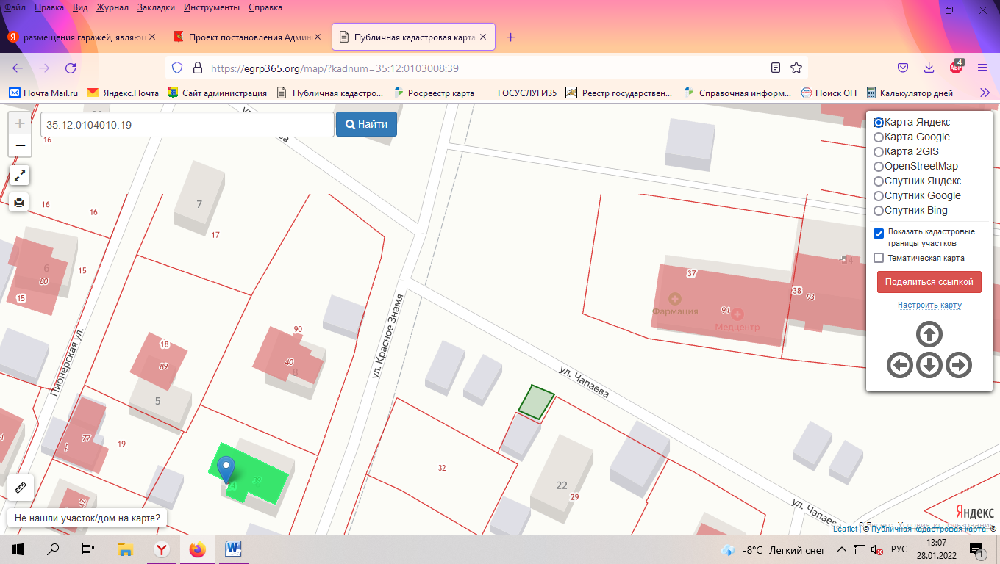 Файл Правка Вид Журнал Закладки Инструменты Справка
размещения гаражей, являющ
Проект постановления Админ
Публичная кадастровая карта
https://egrp365.org/map/?kadnum=35:12:0103008:39
4
ABP
Почта Mail.ru
Яндекс.Почта
Сайт администрация
Публичная кадастро...
Росреестр карта
ГОСУСЛУГИ35
Реестр государствен...
Справочная информ...
Поиск ОН
Калькулятор дней
35:12:0104010:19
Найти
Карта Яндекс
Карта Google
Карта 2GIS
OpenStreetMap
Спутник Яндекс
Спутник Google
Спутник Bing
Показать кадастровые
границы участков
Тематическая карта
Поделиться ссылкой
Настроить карту
16
16
16
7
17
6
80
15
15
37
38
93
94
Фармация
Медцентр
18
89
5
90
40
8
Пионерская ул.
ул. Красное Знамя
ул. Чапаева
77
19
39
32
22
29
42
ул. Чапаева
Не нашли участок/дом на карте?
Яндекс
Условия использования
Leaflet | © Публичная кадастровая карта, ©
-8°C Легкий снег
РУС
13:07
28.01.2022
1